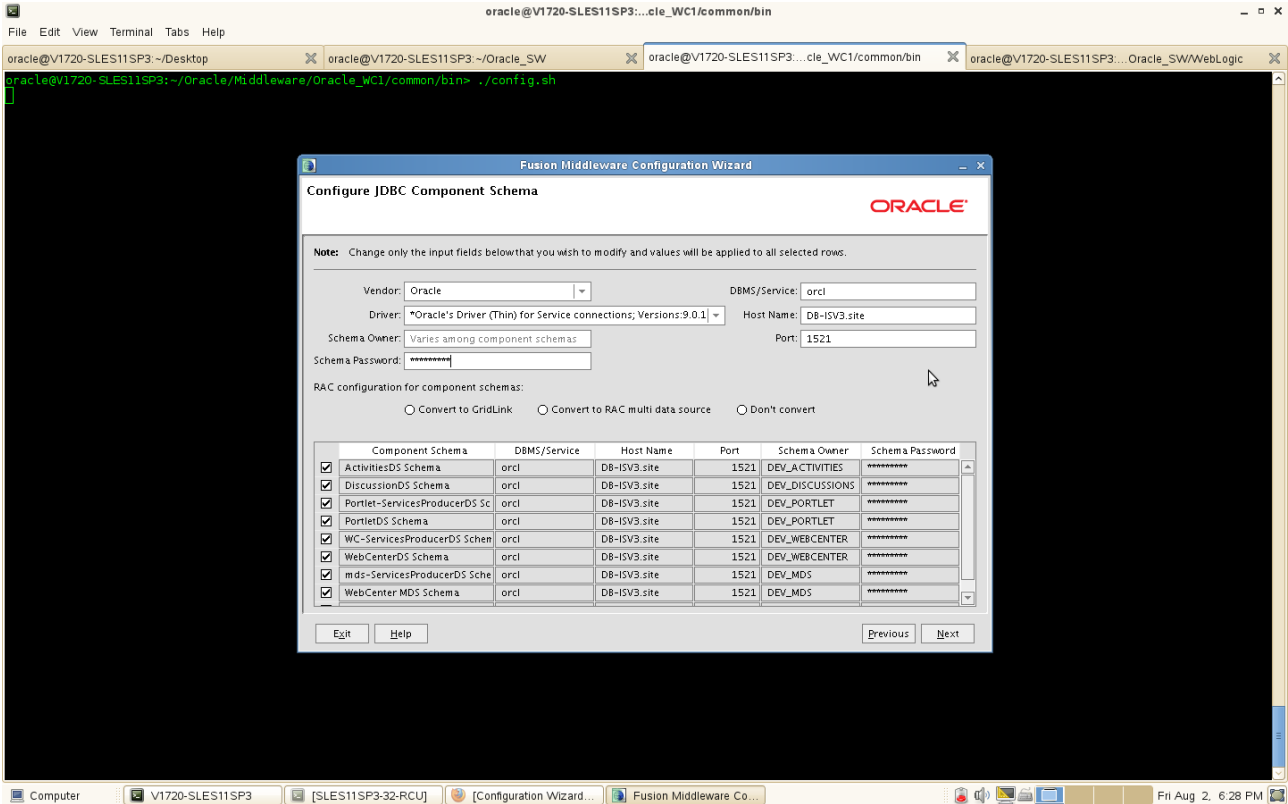 oracle@V1720-SLES11SP3:...cle_WC1/common/bin
File Edit View Terminal Tabs Help
oracle@V1720-SLES11SP3:~/Desktop oracle@V1720-SLES11SP3:~/Oracle_SW oracle@V1720-SLES11SP3:...cle_WC1/common/bin oracle@V1720-SLES11SP3:...Oracle_SW/WebLogic
oracle@V1720-SLES11SP3:~/Oracle/Middleware/Oracle_WC1/common/bin> ./config.sh
Fusion Middleware Configuration Wizard
Configure JDBC Component Schema
ORACLE
Note: Change only the input fields below that you wish to modify and values will be applied to all selected rows.
Vendor: Oracle DBMS/Service: orcl
Driver: *Oracle's Driver (Thin) for Service connections; Versions:9.0.1 Host Name: DB-ISV3.site
Schema Owner: Varies among component schemas Port: 1521
Schema Password: *********
RAC configuration for component schemas:
Convert to GridLink Convert to RAC multi data source Don't convert
Component Schema DBMS/Service Host Name Port Schema Owner Schema Password
ActivitiesDS Schema orcl DB-ISV3.site 1521 DEV_ACTIVITIES *********
DiscussionDS Schema orcl DB-ISV3.site 1521 DEV_DISCUSSIONS *********
Portlet-ServicesProducerDS Sc orcl DB-ISV3.site 1521 DEV_PORTLET *********
PortletDS Schema orcl DB-ISV3.site 1521 DEV_PORTLET *********
WC-ServicesProducerDS Schem orcl DB-ISV3.site 1521 DEV_WEBCENTER *********
WebCenterDS Schema orcl DB-ISV3.site 1521 DEV_WEBCENTER *********
mds-ServicesProducerDS Sche orcl DB-ISV3.site 1521 DEV_MDS *********
WebCenter MDS Schema orcl DB-ISV3.site 1521 DEV_MDS *********
Exit Help Previous Next
Computer V1720-SLES11SP3 [SLES11SP3-32-RCU] [Configuration Wizard... Fusion Middleware Co... Fri Aug 2, 6:28 PM